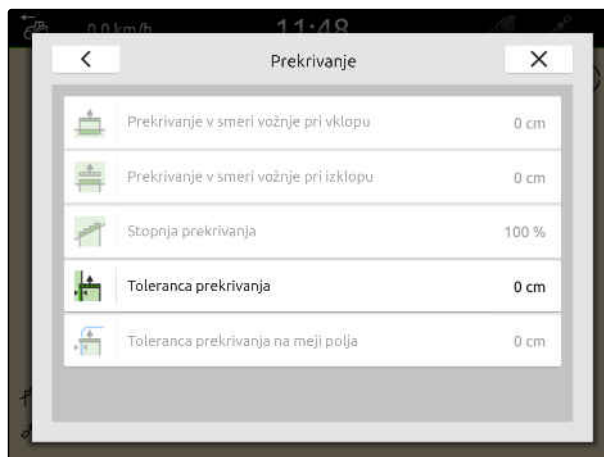 0.0 km/h 11:48
Prekrivanje
Prekrivanje v smeri vožnje pri vklopu 0 cm
Prekrivanje v smeri vožnje pri izklopu 0 cm
Stopnja prekrivanja 100 %
Toleranca prekrivanja 0 cm
Toleranca prekrivanja na meji polja 0 cm